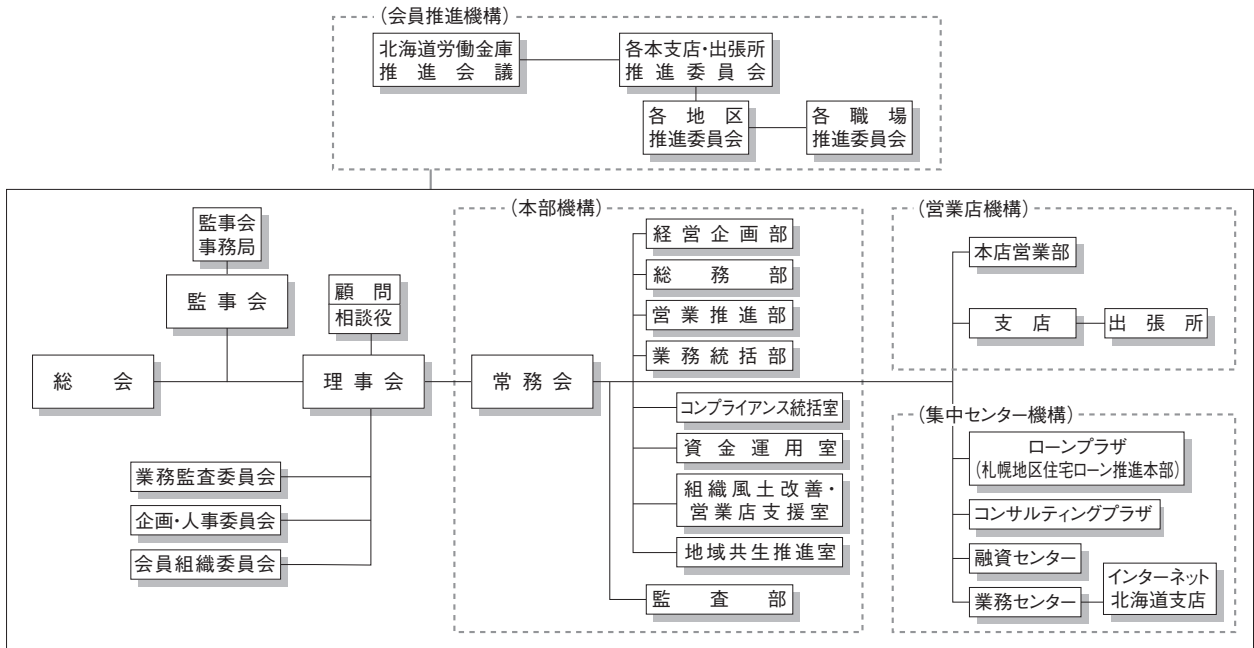 (会員推進機構)
北海道労働金庫
推進会議
各本支店・出張所
推進委員会
各地区
推進委員会
各職場
推進委員会
監事会
事務局
監事会
顧問
相談役
総会
理事会
業務監査委員会
企画・人事委員会
会員組織委員会
(本部機構)
常務会
経営企画部
総務部
営業推進部
業務統括部
コンプライアンス統括室
資金運用室
組織風土改善・
営業店支援室
地域共生推進室
監査部
(営業店機構)
本店営業部
支店
出張所
(集中センター機構)
ローンプラザ
(札幌地区住宅ローン推進本部)
コンサルティングプラザ
融資センター
業務センター
インターネット
北海道支店